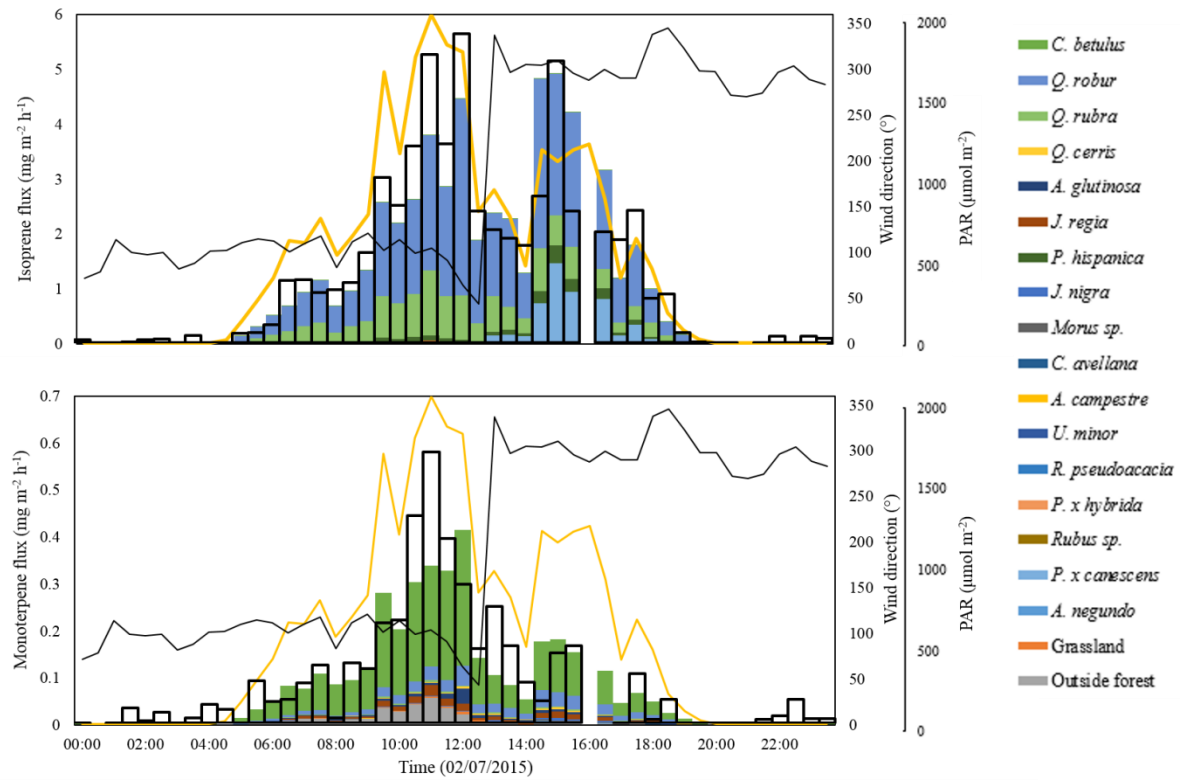 6
5
4
3
2
1
0
Isoprene flux (mg m⁻² h⁻¹)
350
300
250
200
150
100
50
0
Wind direction (°)
2000
1500
1000
500
0
PAR (µmol m⁻²)
0.7
0.6
0.5
0.4
0.3
0.2
0.1
0
Monoterpene flux (mg m⁻² h⁻¹)
350
300
250
200
150
100
50
0
Wind direction (°)
2000
1500
1000
500
0
PAR (µmol m⁻²)
00:00 02:00 04:00 06:00 08:00 10:00 12:00 14:00 16:00 18:00 20:00 22:00
Time (02/07/2015)
C. betulus
Q. robur
Q. rubra
Q. cerris
A. glutinosa
J. regia
P. hispanica
J. nigra
Morus sp.
C. avellana
A. campestre
U. minor
R. pseudoacacia
P. x hybrida
Rubus sp.
P. x canescens
A. negundo
Grassland
Outside forest